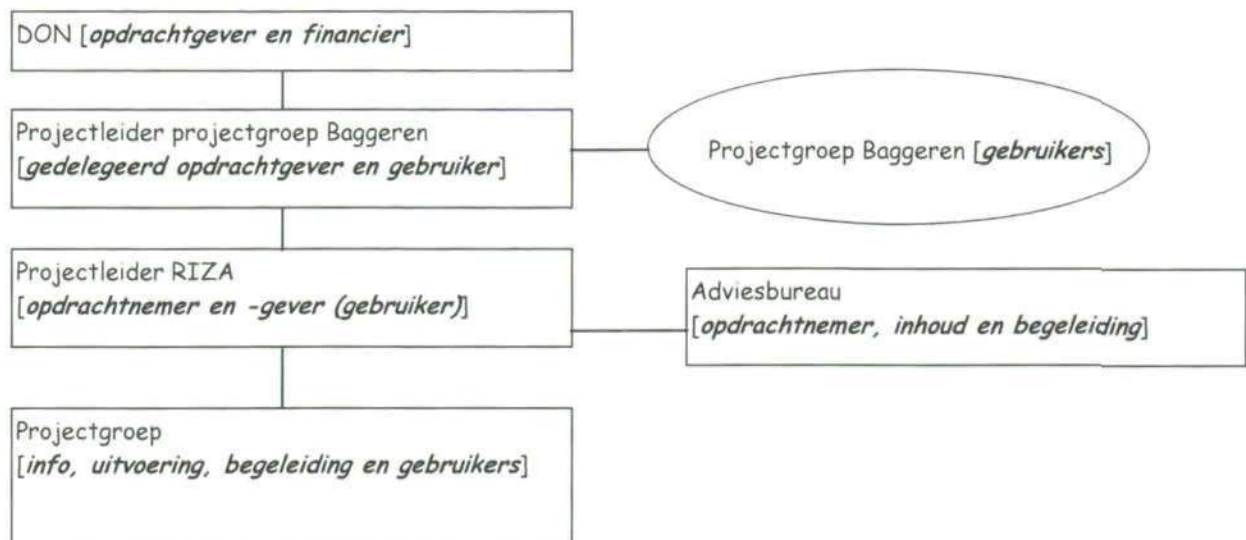 DON [opdrachtgever en financier]
Projectleider projectgroep Baggeren
[gedelegeerd opdrachtgever en gebruiker]
Projectgroep Baggeren [gebruikers]
Projectleider RIZA
[opdrachtnemer en -gever (gebruiker)]
Adviesbureau
[opdrachtnemer, inhoud en begeleiding]
Projectgroep
[info, uitvoering, begeleiding en gebruikers]